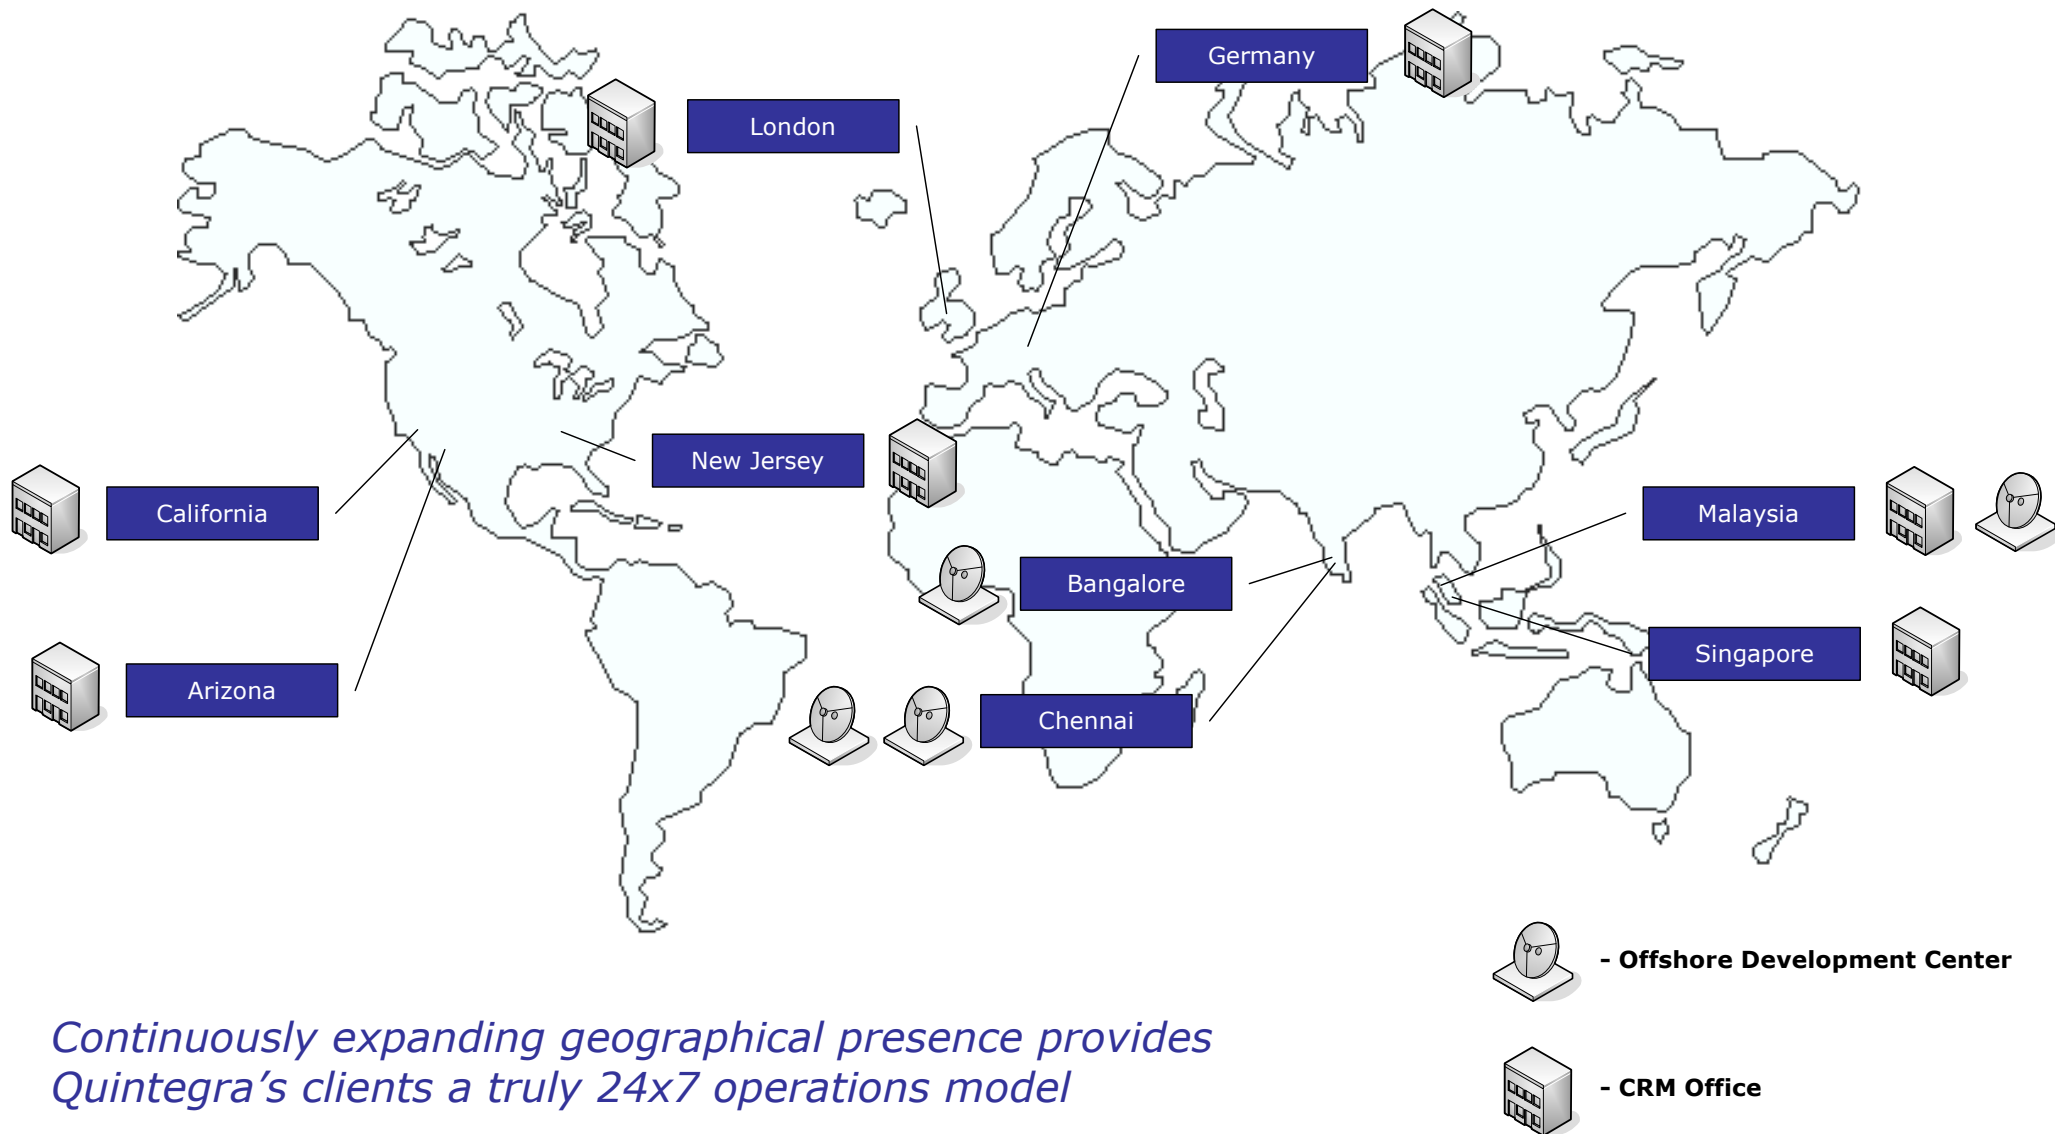 Germany
London
New Jersey
California
Malaysia
Bangalore
Singapore
Arizona
Chennai
- Offshore Development Center
Continuously expanding geographical presence provides
Quintegra’s clients a truly 24x7 operations model
- CRM Office